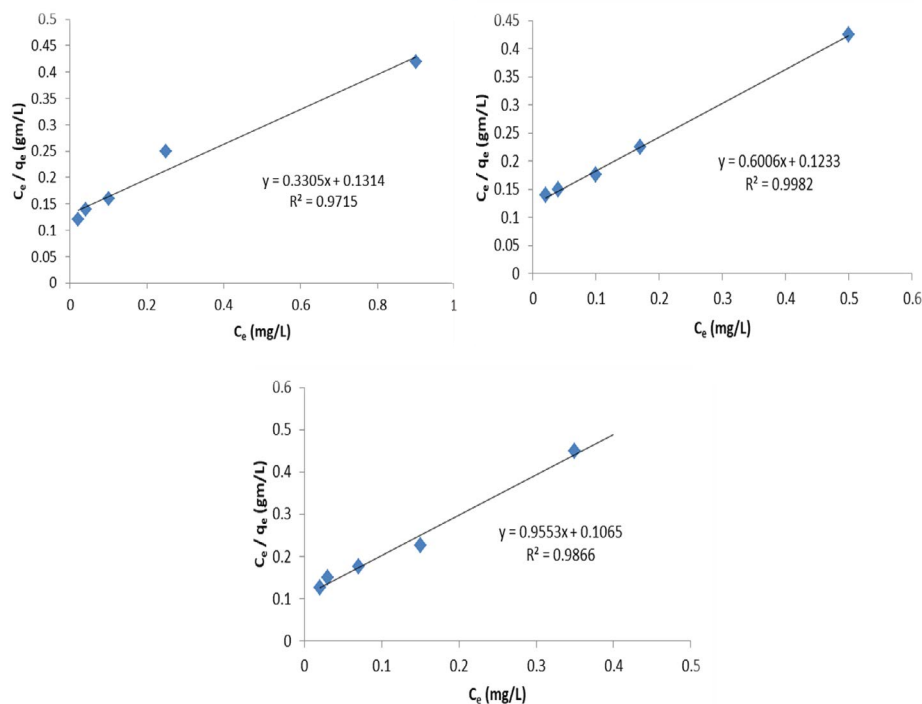 0.5
0.45
0.4
0.35
0.3
0.25
0.2
0.15
0.1
0.05
0
Cₑ / qₑ (gm/L)
y = 0.3305x + 0.1314
R² = 0.9715
0 0.2 0.4 0.6 0.8 1
Cₑ (mg/L)
0.45
0.4
0.35
0.3
0.25
0.2
0.15
0.1
0.05
0
Cₑ / qₑ (gm/L)
y = 0.6006x + 0.1233
R² = 0.9982
0 0.1 0.2 0.3 0.4 0.5 0.6
Cₑ (mg/L)
0.6
0.5
0.4
0.3
0.2
0.1
0
Cₑ / qₑ (gm/L)
y = 0.9553x + 0.1065
R² = 0.9866
0 0.1 0.2 0.3 0.4 0.5
Cₑ (mg/L)